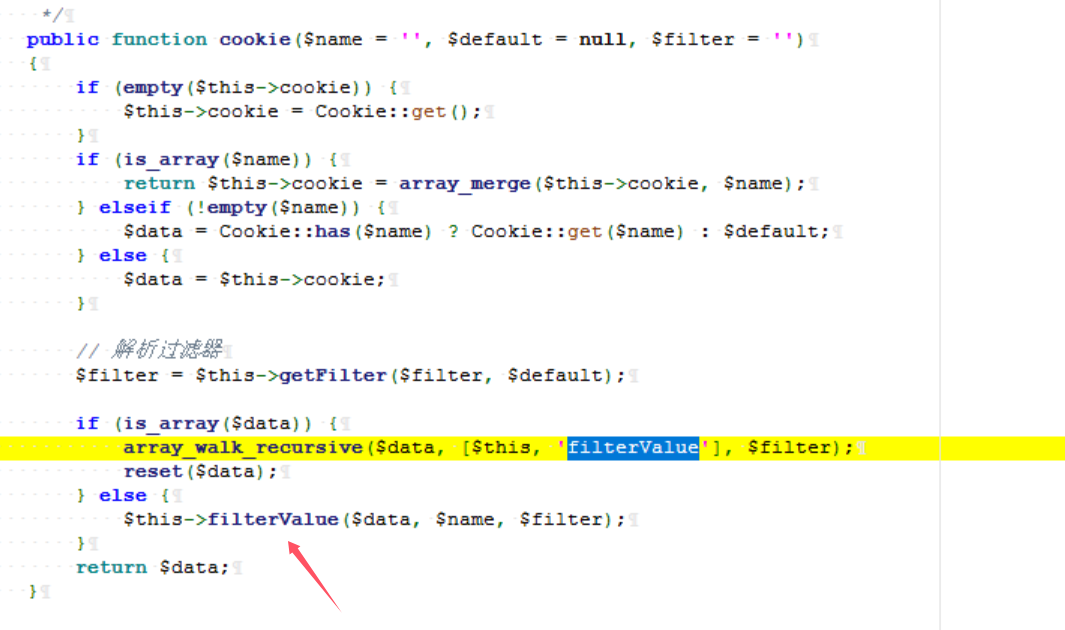 */
public function cookie($name = '', $default = null, $filter = '')
{
if (empty($this->cookie)) {
$this->cookie = Cookie::get();
}
if (is_array($name)) {
return $this->cookie = array_merge($this->cookie, $name);
} elseif (!empty($name)) {
$data = Cookie::has($name) ? Cookie::get($name) : $default;
} else {
$data = $this->cookie;
}
// 解析过滤器
$filter = $this->getFilter($filter, $default);
if (is_array($data)) {
array_walk_recursive($data, [$this, 'filterValue'], $filter);
reset($data);
} else {
$this->filterValue($data, $name, $filter);
}
return $data;
}